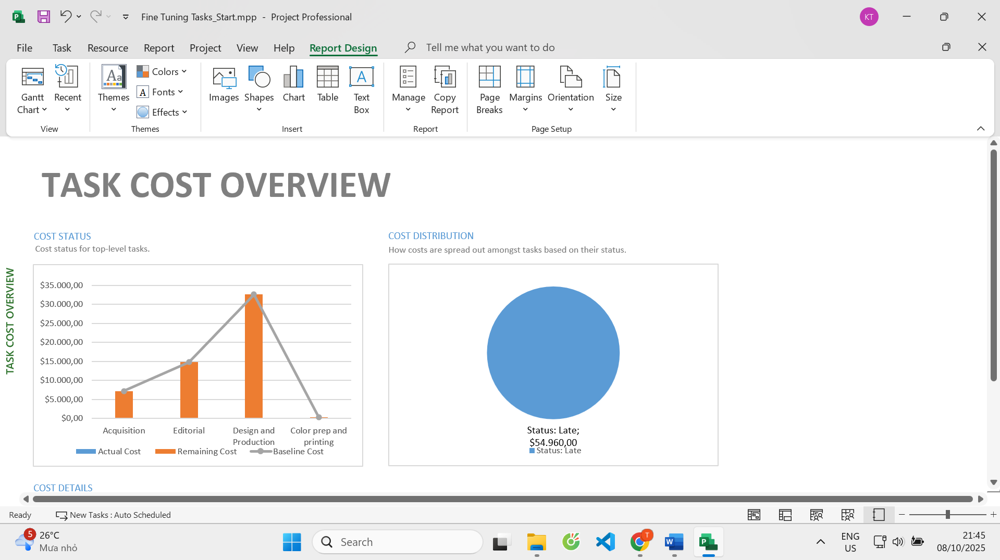 Fine Tuning Tasks_Start.mpp - Project Professional
KT
File Task Resource Report Project View Help Report Design Tell me what you want to do
Gantt Chart
Recent
Themes
Colors
Fonts
Effects
Images
Shapes
Chart
Table
Text Box
Manage
Copy Report
Page Breaks
Margins
Orientation
Size
View
Themes
Insert
Report
Page Setup
TASK COST OVERVIEW
TASK COST OVERVIEW
COST STATUS
Cost status for top-level tasks.
$35.000,00
$30.000,00
$25.000,00
$20.000,00
$15.000,00
$10.000,00
$5.000,00
$0,00
Acquisition
Editorial
Design and Production
Color prep and printing
Actual Cost
Remaining Cost
Baseline Cost
COST DISTRIBUTION
How costs are spread out amongst tasks based on their status.
Status: Late;
$54.960,00
Status: Late
COST DETAILS
Ready
New Tasks : Auto Scheduled
5
26°C
Mưa nhỏ
Search
T
ENG
US
21:45
08/10/2025